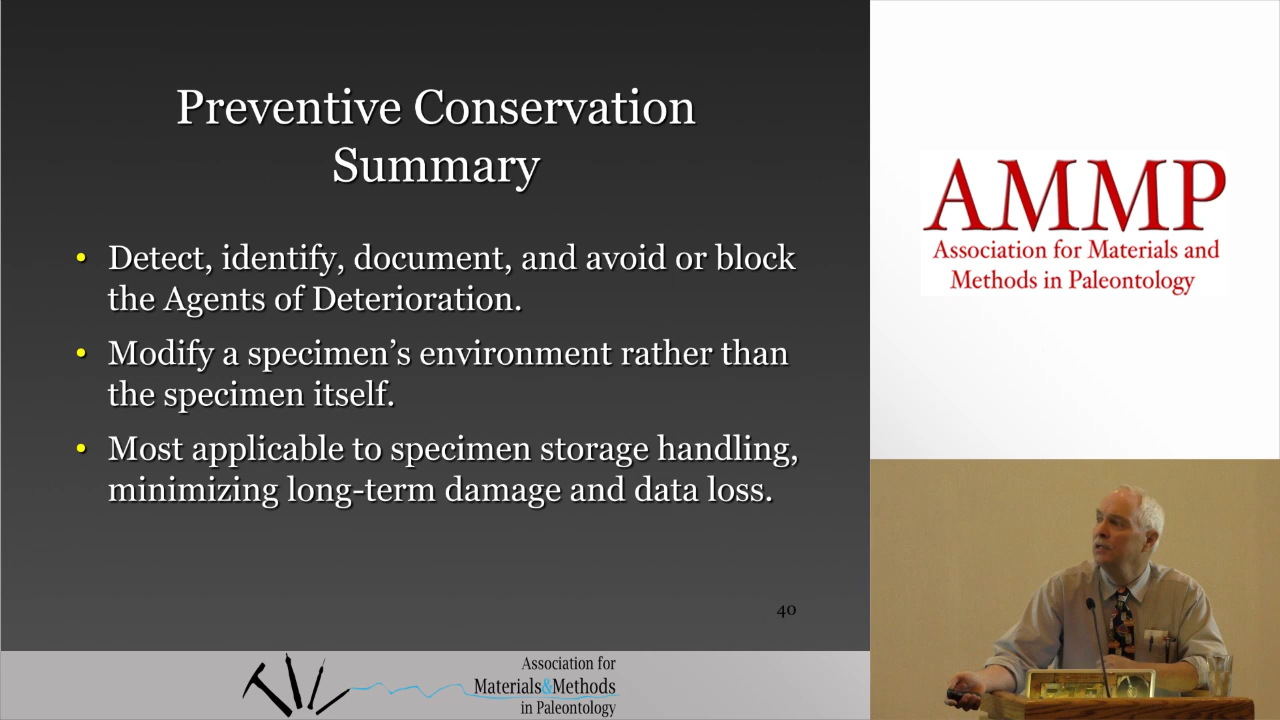 Preventive Conservation
Summary
• Detect, identify, document, and avoid or block
the Agents of Deterioration.
• Modify a specimen’s environment rather than
the specimen itself.
• Most applicable to specimen storage handling,
minimizing long-term damage and data loss.
40
Association for
Materials&Methods
in Paleontology
AMMP
Association for Materials and
Methods in Paleontology